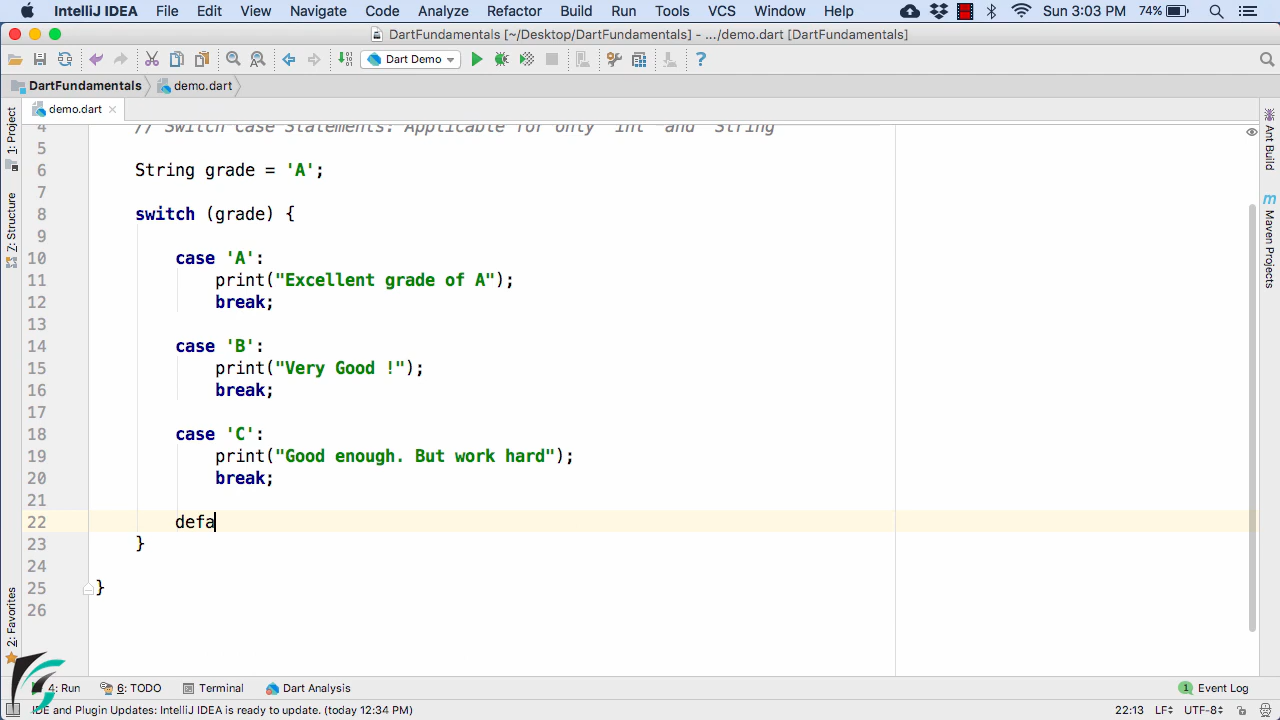 IntelliJ IDEA File Edit View Navigate Code Analyze Refactor Build Run Tools VCS Window Help Sun 3:03 PM 74%
DartFundamentals [~/Desktop/DartFundamentals] - .../demo.dart [DartFundamentals]
Dart Demo
DartFundamentals demo.dart
demo.dart
1: Project
7: Structure
2: Favorites
Ant Build
Maven Projects
4 // Switch Case Statements: Applicable for only 'int' and 'String'
5
6 String grade = 'A';
7
8 switch (grade) {
9
10 case 'A':
11 print("Excellent grade of A");
12 break;
13
14 case 'B':
15 print("Very Good !");
16 break;
17
18 case 'C':
19 print("Good enough. But work hard");
20 break;
21
22 defa
23 }
24
25 }
26
4: Run 6: TODO Terminal Dart Analysis 1 Event Log
IDE and Plugin Updates: IntelliJ IDEA is ready to update. (today 12:34 PM) 22:13 LF UTF-8